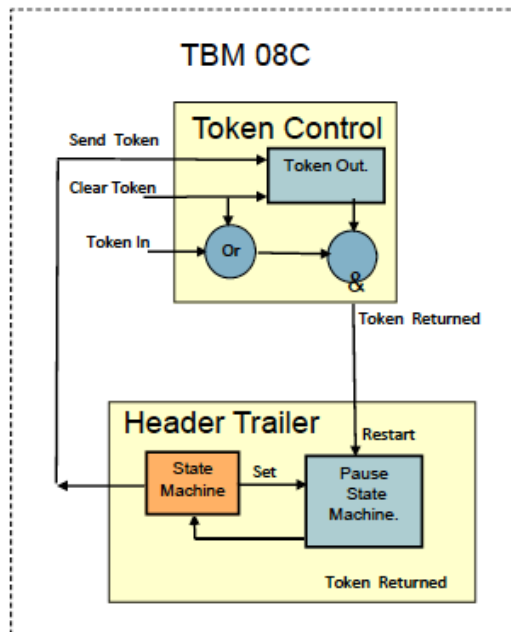 TBM 08C
Token Control
Send Token
Token Out.
Clear Token
Token In
Or
&
Token Returned
Header Trailer
Restart
State
Machine
Set
Pause
State
Machine.
Token Returned